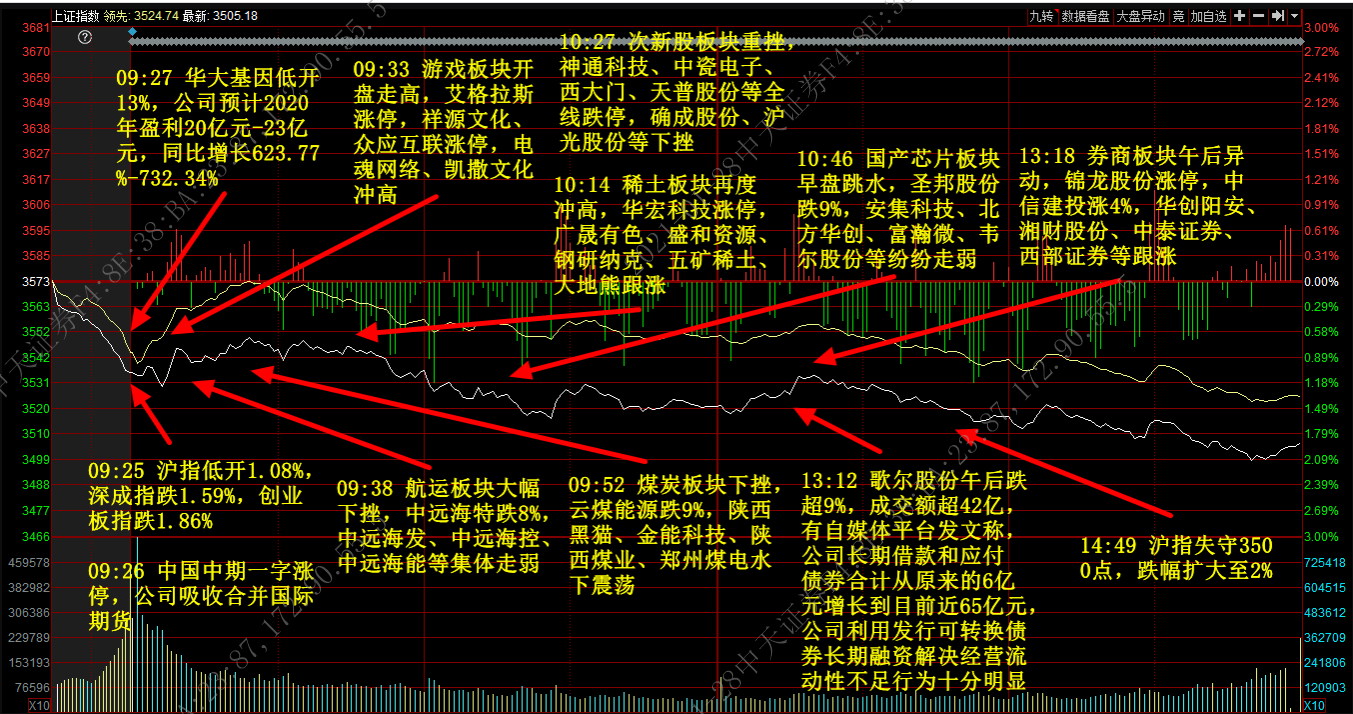 上证指数 领先: 3524.74 最新: 3505.18
九转 数据看盘 大盘异动 竞 加自选
3681
3670
3659
3649
3638
3627
3617
3606
3595
3585
3573
3563
3552
3542
3531
3520
3510
3499
3488
3477
3466
459578
382982
306386
229789
153193
76596
X10
09:27 华大基因低开
13%，公司预计2020
年盈利20亿元-23亿
元，同比增长623.77
%-732.34%
09:33 游戏板块开
盘走高，艾格拉斯
涨停，祥源文化、
众应互联涨停，电
魂网络、凯撒文化
冲高
10:27 次新股板块重挫，
神通科技、中瓷电子、
西大门、天普股份等全
线跌停，确成股份、沪
光股份等下挫
10:14 稀土板块再度
冲高，华宏科技涨停，
广晟有色、盛和资源、
钢研纳克、五矿稀土、
大地熊跟涨
10:46 国产芯片板块
早盘跳水，圣邦股份
跌9%，安集科技、北
方华创、富瀚微、韦
尔股份等纷纷走弱
13:18 券商板块午后异
动，锦龙股份涨停，中
信建投涨4%，华创阳安、
湘财股份、中泰证券、
西部证券等跟涨
09:25 沪指低开1.08%，
深成指跌1.59%，创业
板指跌1.86%
09:26 中国中期一字涨
停，公司吸收合并国际
期货
09:38 航运板块大幅
下挫，中远海特跌8%，
中远海发、中远海控、
中远海能等集体走弱
09:52 煤炭板块下挫，
云煤能源跌9%，陕西
黑猫、金能科技、陕
西煤业、郑州煤电水
下震荡
13:12 歌尔股份午后跌
超9%，成交额超42亿，
有自媒体平台发文称，
公司长期借款和应付
债券合计从原来的6亿
元增长到目前近65亿元，
公司利用发行可转换债
券长期融资解决经营流
动性不足行为十分明显
14:49 沪指失守350
0点，跌幅扩大至2%
3.00%
2.72%
2.41%
2.12%
1.81%
1.51%
1.21%
0.91%
0.61%
0.31%
0.00%
0.29%
0.58%
0.89%
1.18%
1.49%
1.79%
2.09%
2.39%
2.69%
3.00%
725418
604515
483612
362709
241806
120903
X10